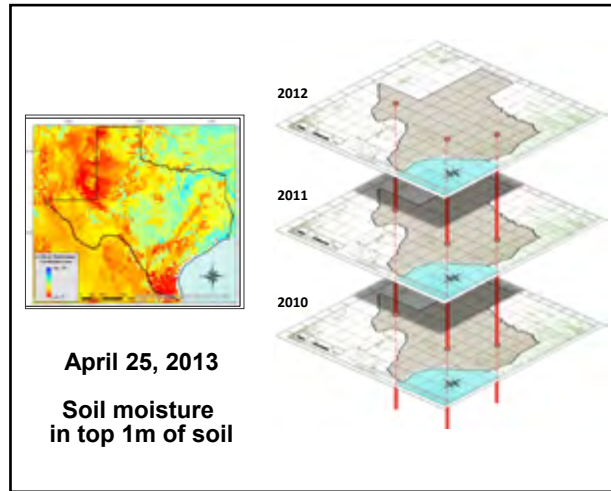 2012
2011
2010
April 25, 2013
Soil moisture
in top 1m of soil